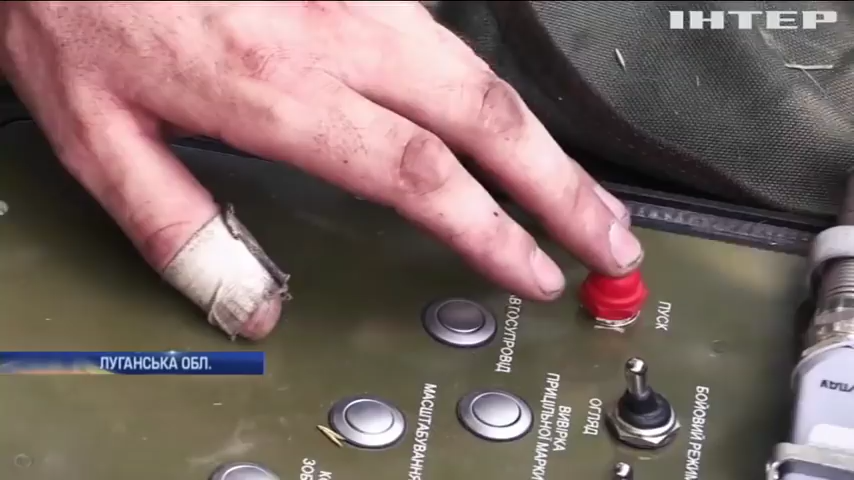 ІНТЕР
АВТОСУПРОВІД
ПУСК
ЛУГАНСЬКА ОБЛ.
МАСШТАБУВАННЯ
ВИВІРКА
ПРИЦІЛЬНОЇ МАРКИ
ОГЛЯД
БОЙОВИЙ РЕЖИМ